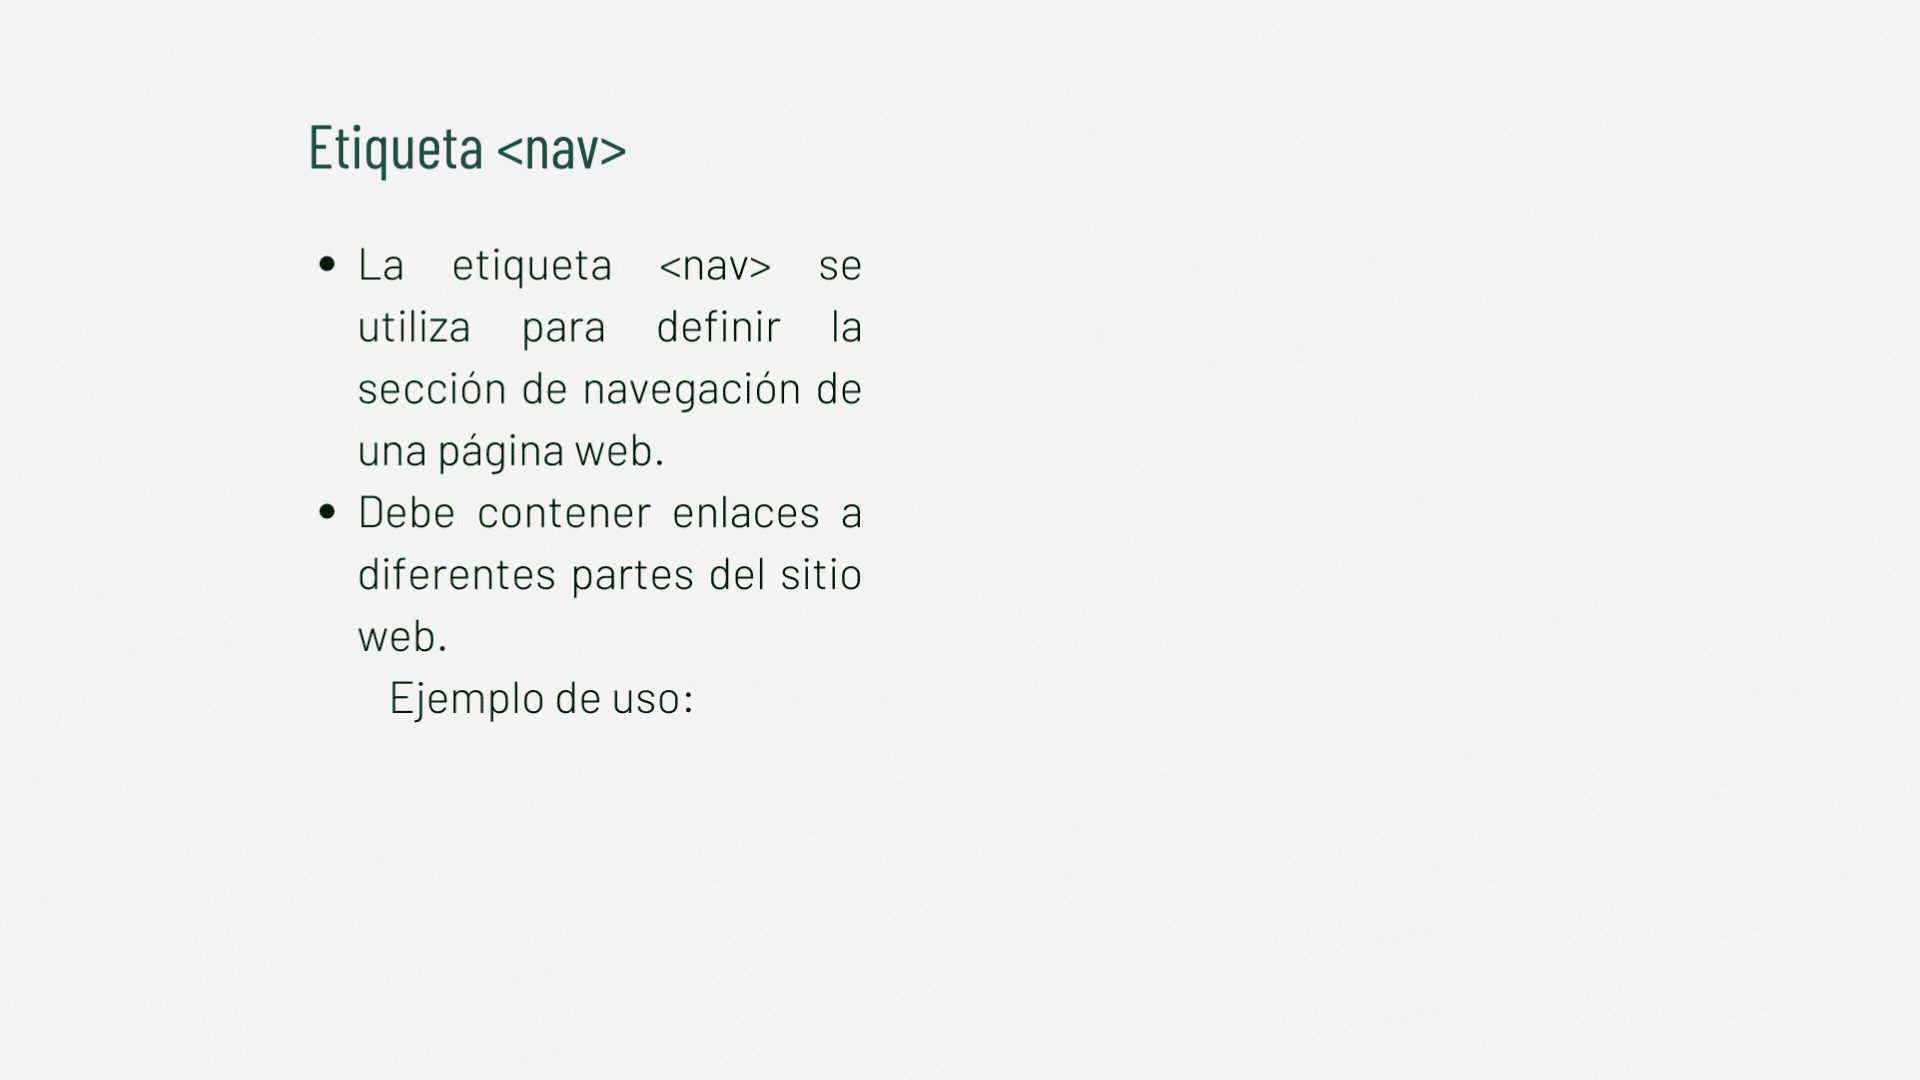 Etiqueta <nav>
La etiqueta <nav> se
utiliza para definir la
sección de navegación de
una página web.
Debe contener enlaces a
diferentes partes del sitio
web.
Ejemplo de uso: